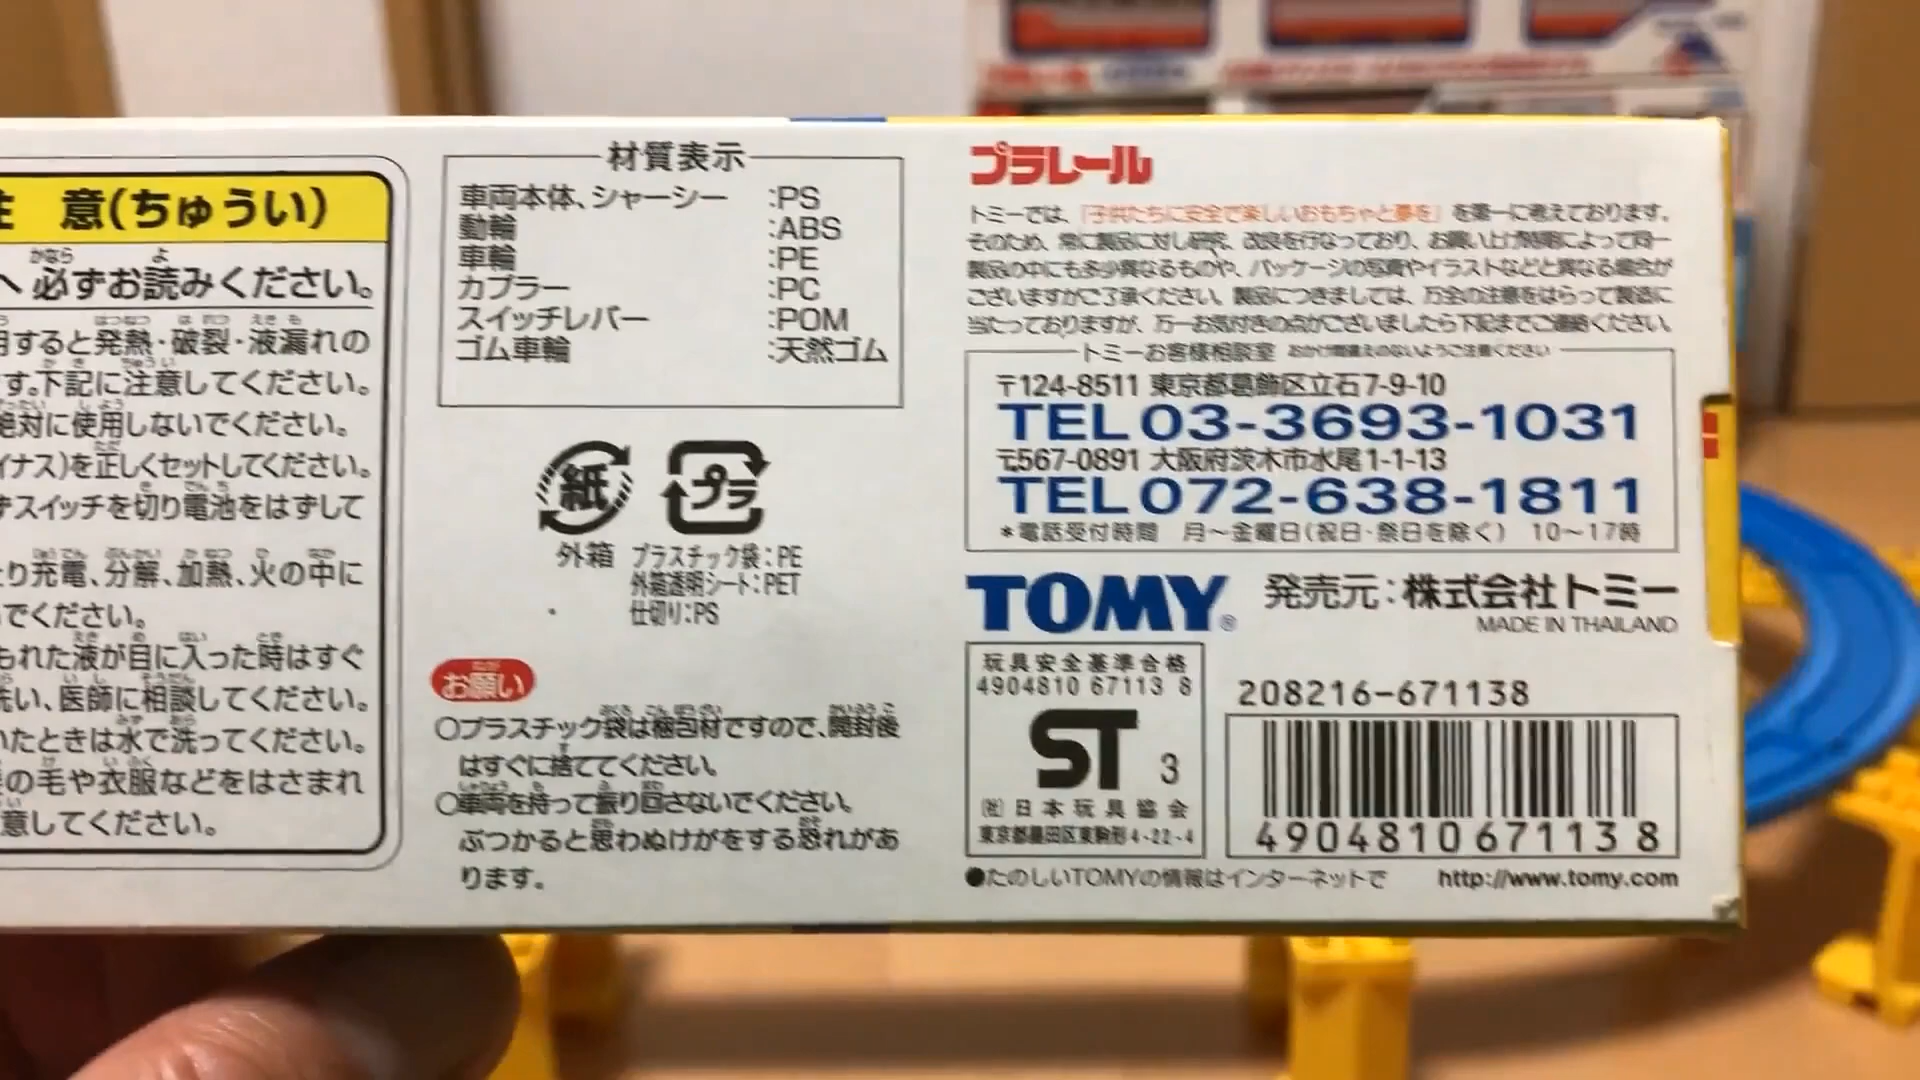 注 意(ちゅうい)
必ずお読みください。
用すると発熱・破裂・液漏れの
す。下記に注意してください。
絶対に使用しないでください。
イナス)を正しくセットしてください。
ずスイッチを切り電池をはずして
り充電、分解、加熱、火の中に
でください。
もれた液が目に入った時はすぐ
洗い、医師に相談してください。
いたときは水で洗ってください。
の毛や衣服などをはさまれ
意してください。
材質表示
車両本体、シャーシー :PS
動輪 :ABS
車輪 :PE
カプラー :PC
スイッチレバー :POM
ゴム車輪 :天然ゴム
紙 プラ
外箱 プラスチック袋:PE
外箱透明シート:PET
仕切り:PS
お願い
○プラスチック袋は梱包材ですので、開封後
はすぐに捨ててください。
○車両を持って振り回さないでください。
ぶつかると思わぬけがをする恐れがあ
ります。
プラレール
トミーでは、「子供たちに安全で楽しいおもちゃと夢を」を第一に考えております。
そのため、常に製品に対し研究、改良を行なっており、お買い上げ時期によって同一
製品の中にも多少異なるものや、パッケージの写真やイラストなどと異なる場合が
ございますがご了承ください。製品につきましては、万全の注意をはらって製造に
当たっておりますが、万一お気付きの点がございましたら下記までご連絡ください。
トミーお客様相談室 おかけ間違えのないようご注意ください
〒124-8511 東京都葛飾区立石7-9-10
TEL 03-3693-1031
〒567-0891 大阪府茨木市水尾1-1-13
TEL 072-638-1811
*電話受付時間 月～金曜日(祝日・祭日を除く) 10～17時
TOMY® 発売元:株式会社トミー
MADE IN THAILAND
玩具安全基準合格
4904810 67113 8
ST 3
(社)日本玩具協会
東京都墨田区東駒形4-22-4
208216-671138
4904810671138
●たのしいTOMYの情報はインターネットで http://www.tomy.com